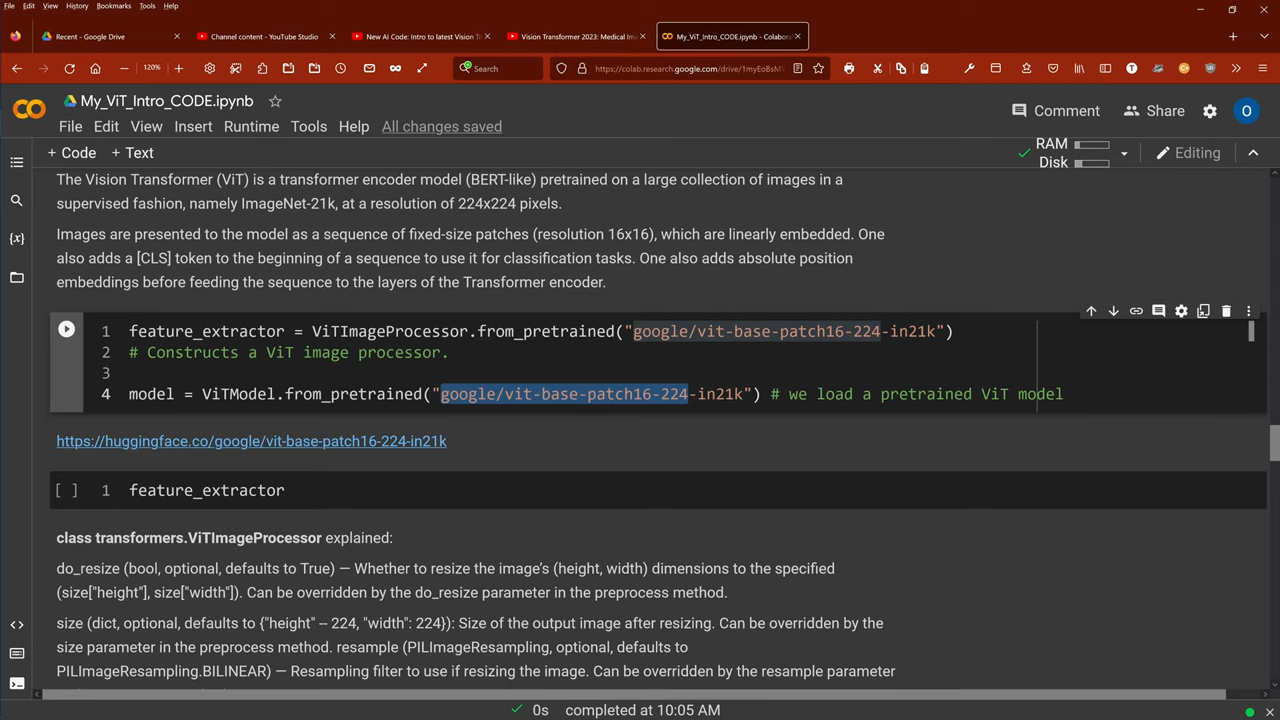 File Edit View History Bookmarks Tools Help
Recent - Google Drive
Channel content - YouTube Studio
New AI Code: Intro to latest Vision T
Vision Transformer 2023: Medical Im
My_ViT_Intro_CODE.ipynb - Colabora
120%
Search
https://colab.research.google.com/drive/1myEoBsM
My_ViT_Intro_CODE.ipynb
Comment
Share
O
File Edit View Insert Runtime Tools Help All changes saved
+ Code + Text
RAM
Disk
Editing
The Vision Transformer (ViT) is a transformer encoder model (BERT-like) pretrained on a large collection of images in a
supervised fashion, namely ImageNet-21k, at a resolution of 224x224 pixels.
Images are presented to the model as a sequence of fixed-size patches (resolution 16x16), which are linearly embedded. One
also adds a [CLS] token to the beginning of a sequence to use it for classification tasks. One also adds absolute position
embeddings before feeding the sequence to the layers of the Transformer encoder.
1 feature_extractor = ViTImageProcessor.from_pretrained("google/vit-base-patch16-224-in21k")
2 # Constructs a ViT image processor.
3
4 model = ViTModel.from_pretrained("google/vit-base-patch16-224-in21k") # we load a pretrained ViT model
https://huggingface.co/google/vit-base-patch16-224-in21k
[ ] 1 feature_extractor
class transformers.ViTImageProcessor explained:
do_resize (bool, optional, defaults to True) — Whether to resize the image's (height, width) dimensions to the specified
(size["height"], size["width"]). Can be overridden by the do_resize parameter in the preprocess method.
size (dict, optional, defaults to {"height" -- 224, "width": 224}): Size of the output image after resizing. Can be overridden by the
size parameter in the preprocess method. resample (PILImageResampling, optional, defaults to
PILImageResampling.BILINEAR) — Resampling filter to use if resizing the image. Can be overridden by the resample parameter
0s completed at 10:05 AM